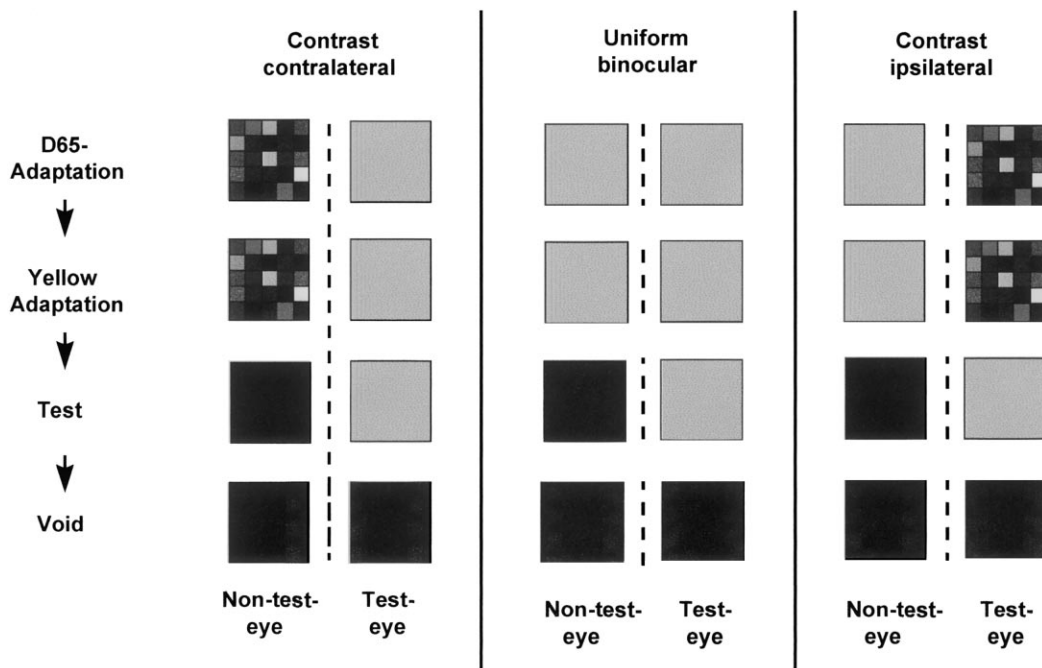 Contrast
contralateral
Uniform
binocular
Contrast
ipsilateral
D65-
Adaptation
Yellow
Adaptation
Test
Void
Non-test-
eye
Test-
eye
Non-test-
eye
Test-
eye
Non-test-
eye
Test-
eye